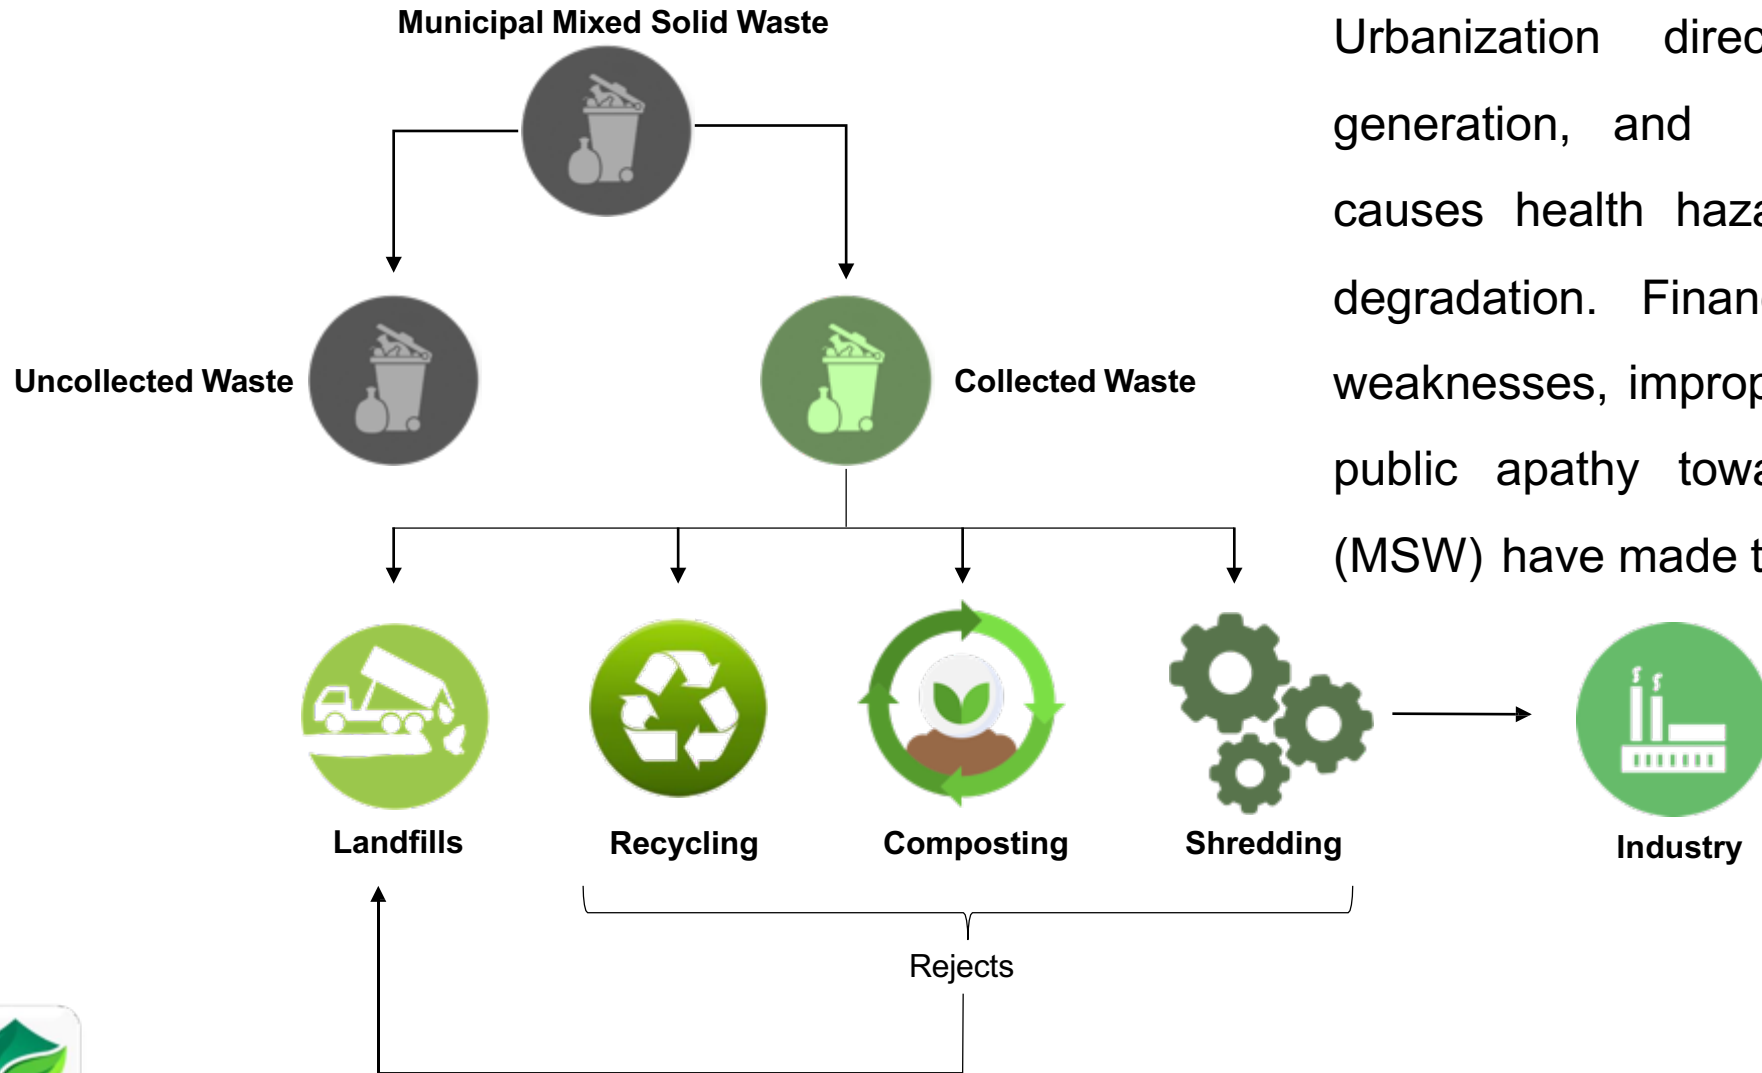 Municipal Mixed Solid Waste
Uncollected Waste
Collected Waste
Landfills
Recycling
Composting
Shredding
Industry
Rejects
Urbanization
generation, and
causes health
degradation.
weaknesses,
public apathy
(MSW) have made